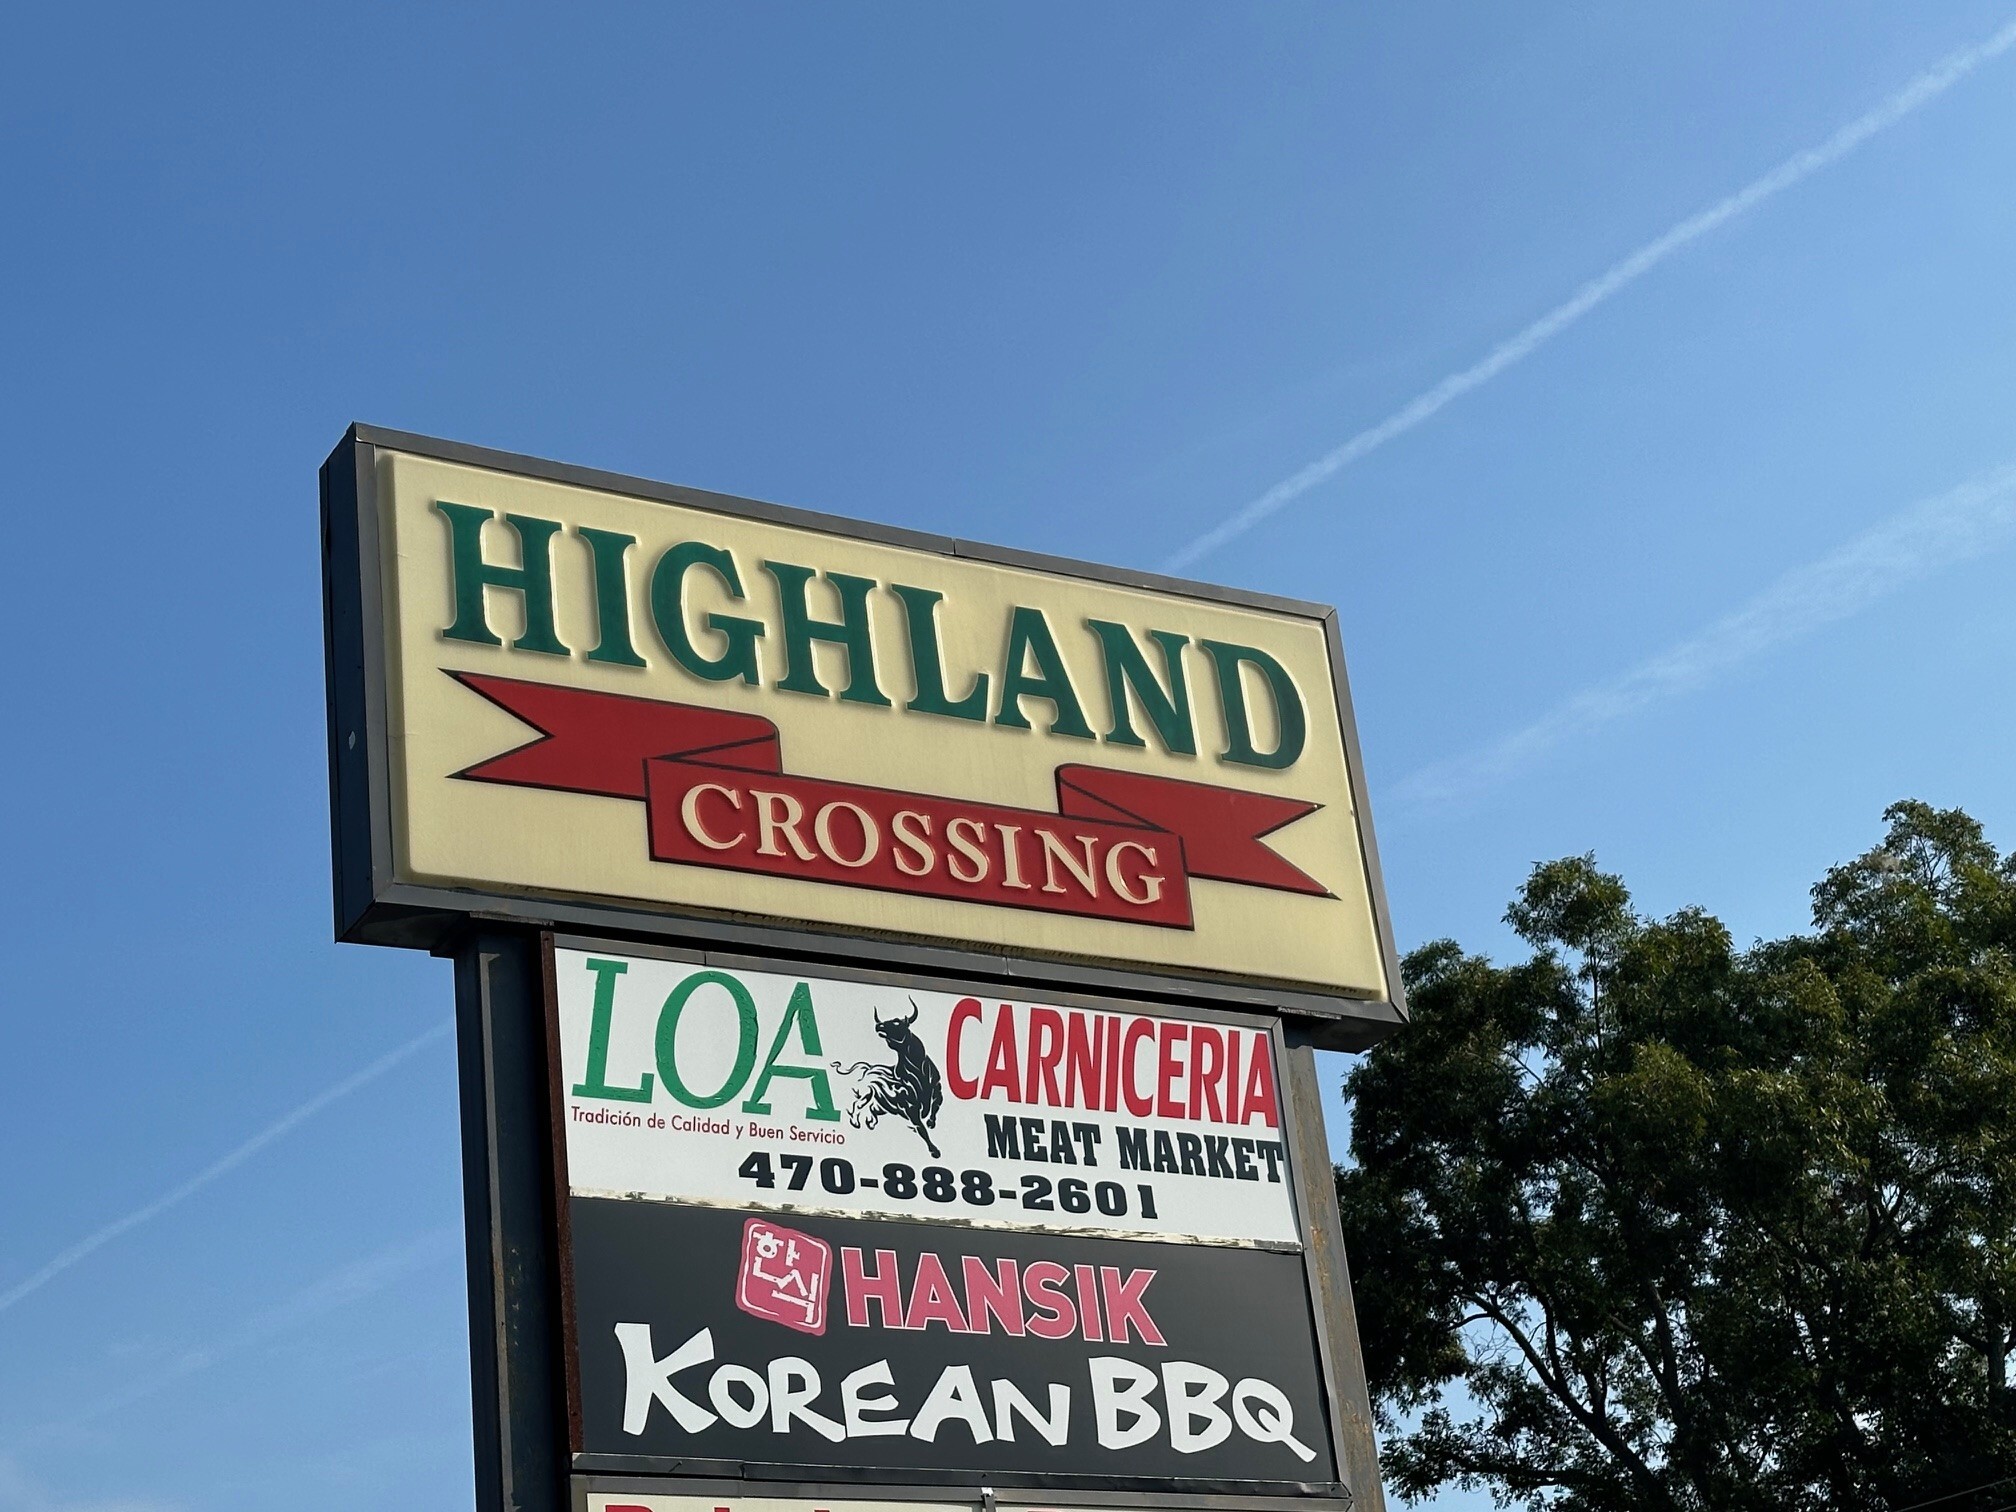 HIGHLAND
CROSSING
LOA
CARNICERIA
Tradición de Calidad y Buen Servicio
MEAT MARKET
470-888-2601
한식
HANSIK
KOREAN BBQ